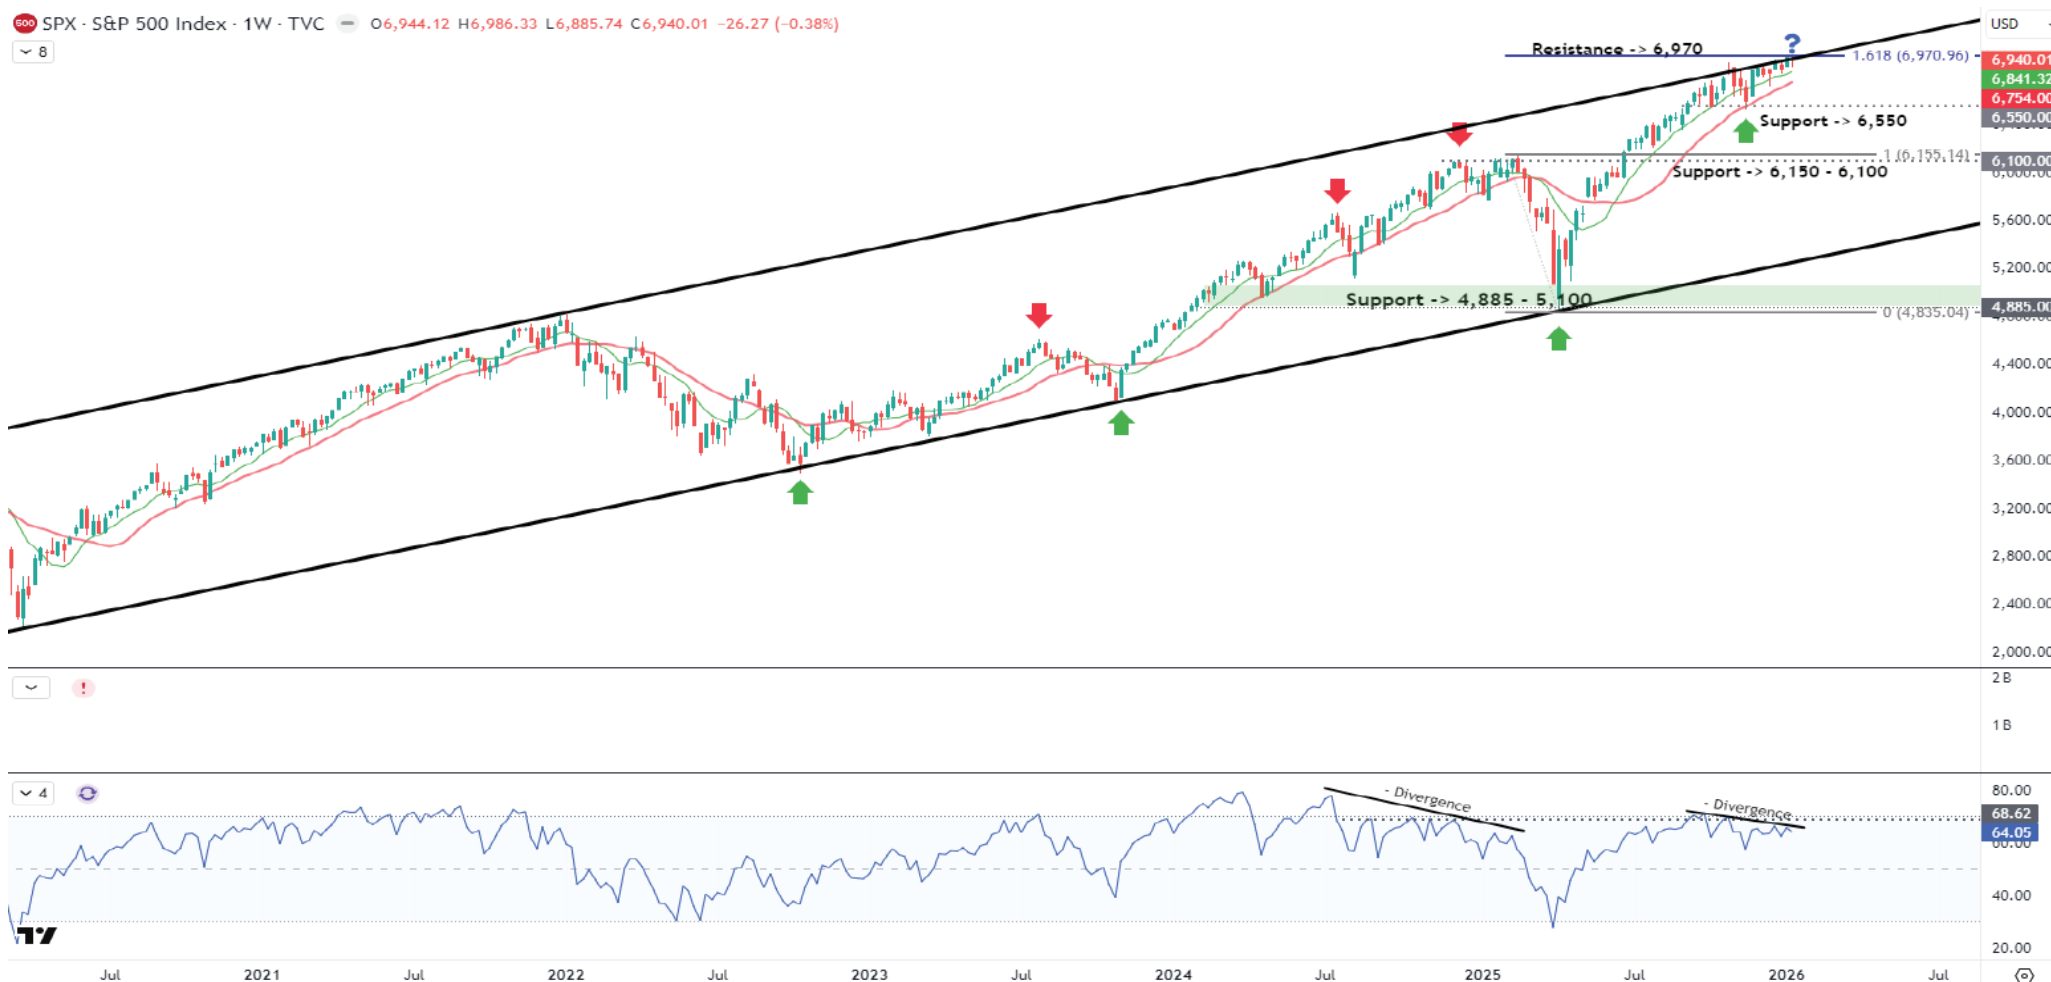 500 SPX · S&P 500 Index · 1W · TVC O6,944.12 H6,986.33 L6,885.74 C6,940.01 −26.27 (−0.38%)
USD
8
Resistance -> 6,970
?
1.618 (6,970.96)
6,940.01
6,841.32
6,754.00
6,550.00
Support -> 6,550
1 (6,155.14)
6,100.00
6,000.00
Support -> 6,150 - 6,100
5,600.00
5,200.00
Support -> 4,885 - 5,100
4,885.00
0 (4,835.04)
4,400.00
4,000.00
3,600.00
3,200.00
2,800.00
2,400.00
2,000.00
!
2 B
1 B
4
80.00
- Divergence
- Divergence
68.62
64.05
60.00
40.00
20.00
Jul 2021 Jul 2022 Jul 2023 Jul 2024 Jul 2025 Jul 2026 Jul